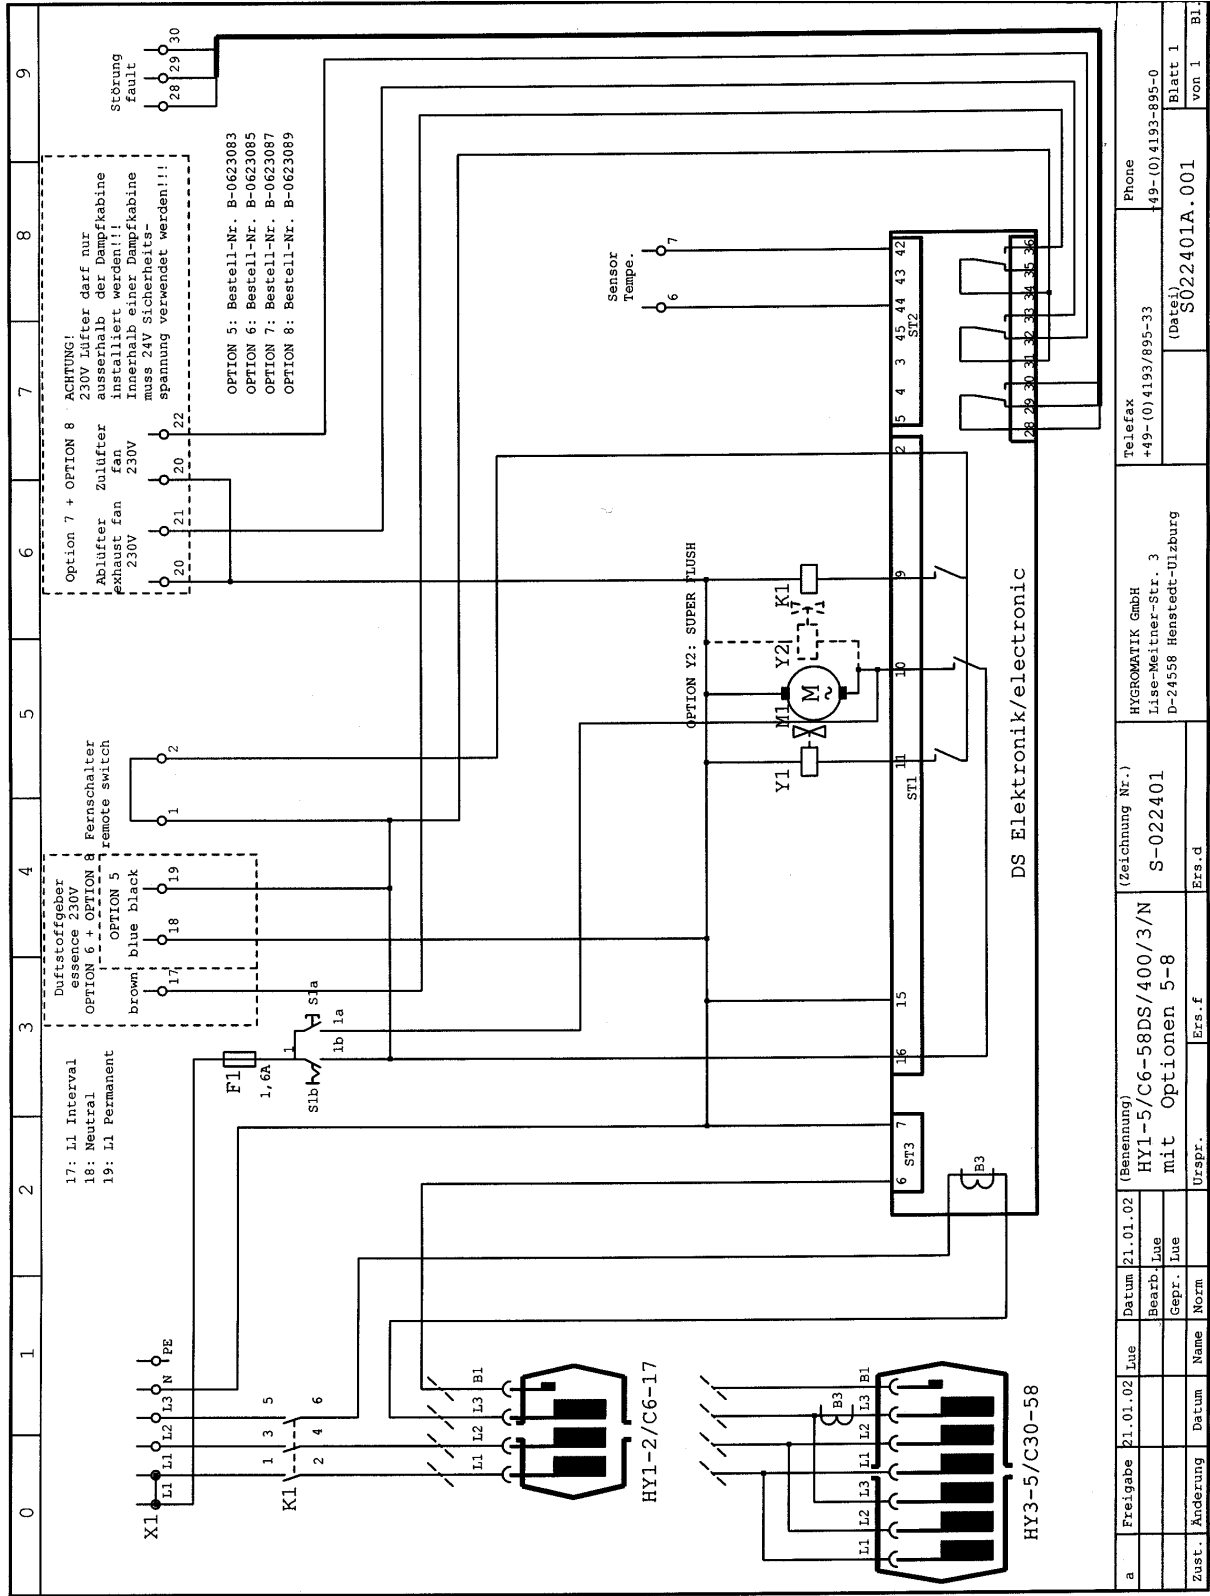 0 1 2 3 4 5 6 7 8 9
17: L1 Interval
18: Neutral
19: L1 Permanent
Duftstoffgeber
essence 230V
OPTION 6 + OPTION 8
OPTION 5
brown blue black
17 18 19
Fernschalter
remote switch
1 2
Option 7 + OPTION 8
Ablüfter
exhaust fan
230V
Zulüfter
fan
230V
20 21 20 22
ACHTUNG!
230V Lüfter darf nur
ausserhalb der Dampfkabine
installiert werden!!!
Innerhalb einer Dampfkabine
muss 24V Sicherheits-
spannung verwendet werden!!!
Störung
fault
28 29 30
OPTION 5: Bestell-Nr. B-0623083
OPTION 6: Bestell-Nr. B-0623085
OPTION 7: Bestell-Nr. B-0623087
OPTION 8: Bestell-Nr. B-0623089
X1
L1 L1 L2 L3 N PE
F1
1,6A
1
S1b
S1a
1b 1a
K1
1 3 5
2 4 6
L1 L2 L3 B1
HY1-2/C6-17
L1 L2 L3 L1 L2 L3 B1
B3
HY3-5/C30-58
Sensor
Tempe.
6 7
OPTION Y2: SUPER FLUSH
Y1 M1 Y2 K1
M
~
6 7
ST3
16 15 11 10 9 2
ST1
5 4 3 45 44 43 42
ST2
B3
28 29 30 31 32 33 34 35 36
DS Elektronik/electronic
a
Freigabe 21.01.02 Lue
Zust. Änderung Datum Name Norm
Datum 21.01.02
Bearb. Lue
Gepr. Lue
(Benennung)
HY1-5/C6-58DS/400/3/N
mit Optionen 5-8
Urspr. Ers.f Ers.d
(Zeichnung Nr.)
S-022401
HYGROMATIK GmbH
Lise-Meitner-Str. 3
D-24558 Henstedt-Ulzburg
Telefax
+49-(0)4193/895-33
Phone
+49-(0)4193-895-0
(Datei)
S022401A.001
Blatt 1
von 1 Bl.